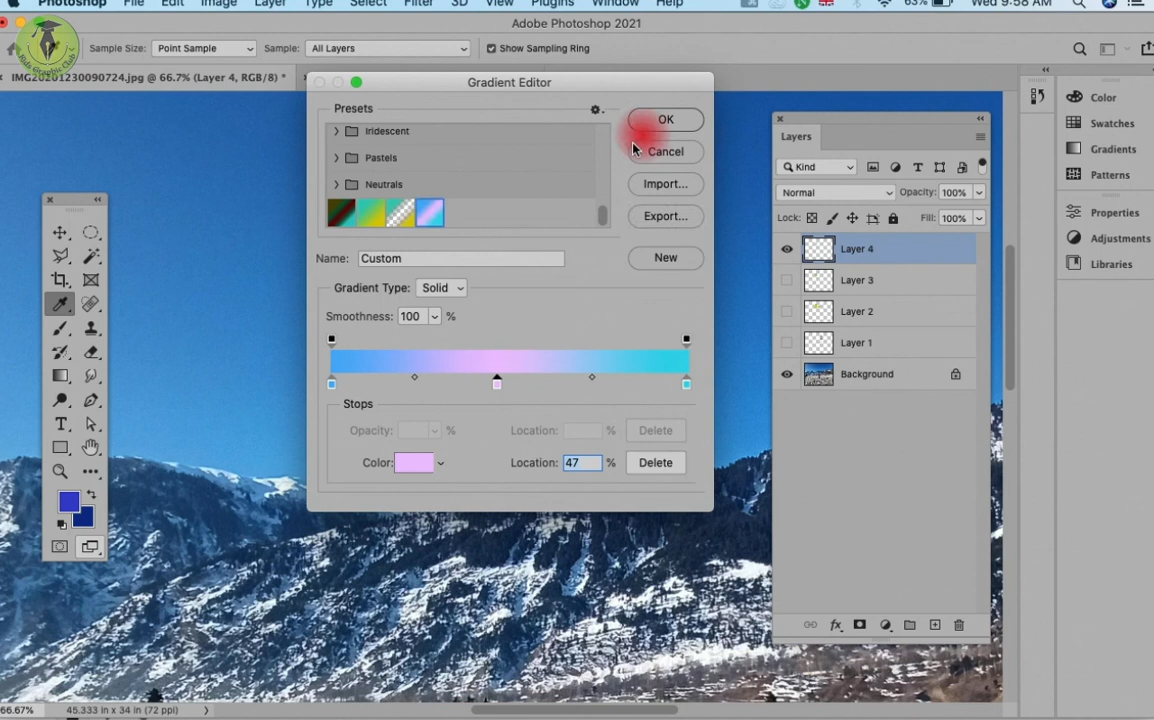 Photoshop File Edit Image Layer Type Select Filter 3D View Plugins Window Help 63% Wed 9:58 AM
Adobe Photoshop 2021
Kids Graphic Club
Sample Size: Point Sample Sample: All Layers Show Sampling Ring
IMG20201230090724.jpg @ 66.7% (Layer 4, RGB/8) *
Gradient Editor
Presets
Iridescent
Pastels
Neutrals
OK
Cancel
Import...
Export...
Name: Custom
New
Gradient Type: Solid
Smoothness: 100 %
Stops
Opacity: % Location: % Delete
Color: Location: 47 % Delete
Layers
Kind
Normal Opacity: 100%
Lock: Fill: 100%
Layer 4
Layer 3
Layer 2
Layer 1
Background
fx
Color
Swatches
Gradients
Patterns
Properties
Adjustments
Libraries
66.67% 45.333 in x 34 in (72 ppi)